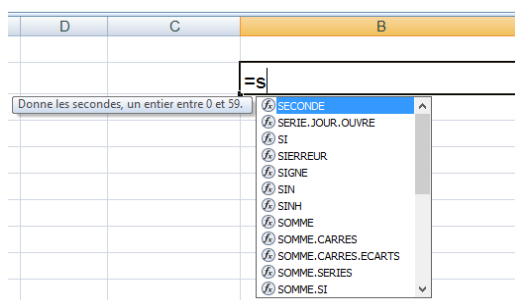 D C B
=s
Donne les secondes, un entier entre 0 et 59.
SECONDE
SERIE.JOUR.OUVRE
SI
SIERREUR
SIGNE
SIN
SINH
SOMME
SOMME.CARRES
SOMME.CARRES.ECARTS
SOMME.SERIES
SOMME.SI